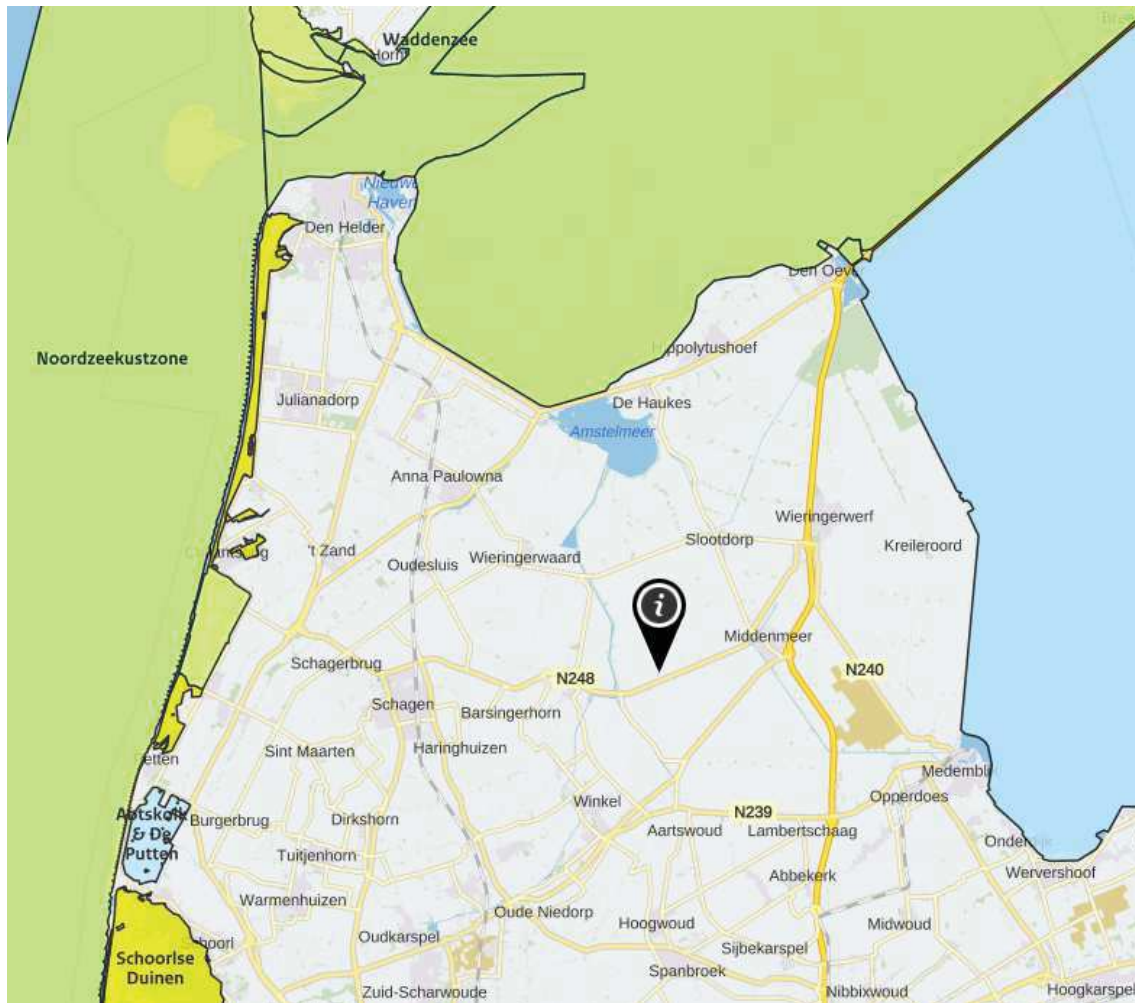 Waddenzee
Nieuwe
Haven
Den Helder
Den Oever
Noordzeekustzone
Hippolytushoef
Julianadorp
De Haukes
Amstelmeer
Anna Paulowna
Wieringerwerf
Slootdorp
Kreileroord
't Zand
Oudesluis
Wieringerwaard
i
Middenmeer
Schagerbrug
N248
N240
Schagen
Barsingerhorn
Sint Maarten
Haringhuizen
Petten
Medemblik
Opperdoes
Winkel
Abtskolk
& De
Putten
Burgerbrug
Dirkshorn
N239
Aartswoud
Lambertschaag
Tuitjenhorn
Wervershoof
Abbekerk
Warmenhuizen
Oude Niedorp
Hoogwoud
Midwoud
Oudkarspel
Sijbekarspel
Schoorl
Schoorlse
Duinen
Spanbroek
Zuid-Scharwoude
Nibbixwoud
Hoogkarspel